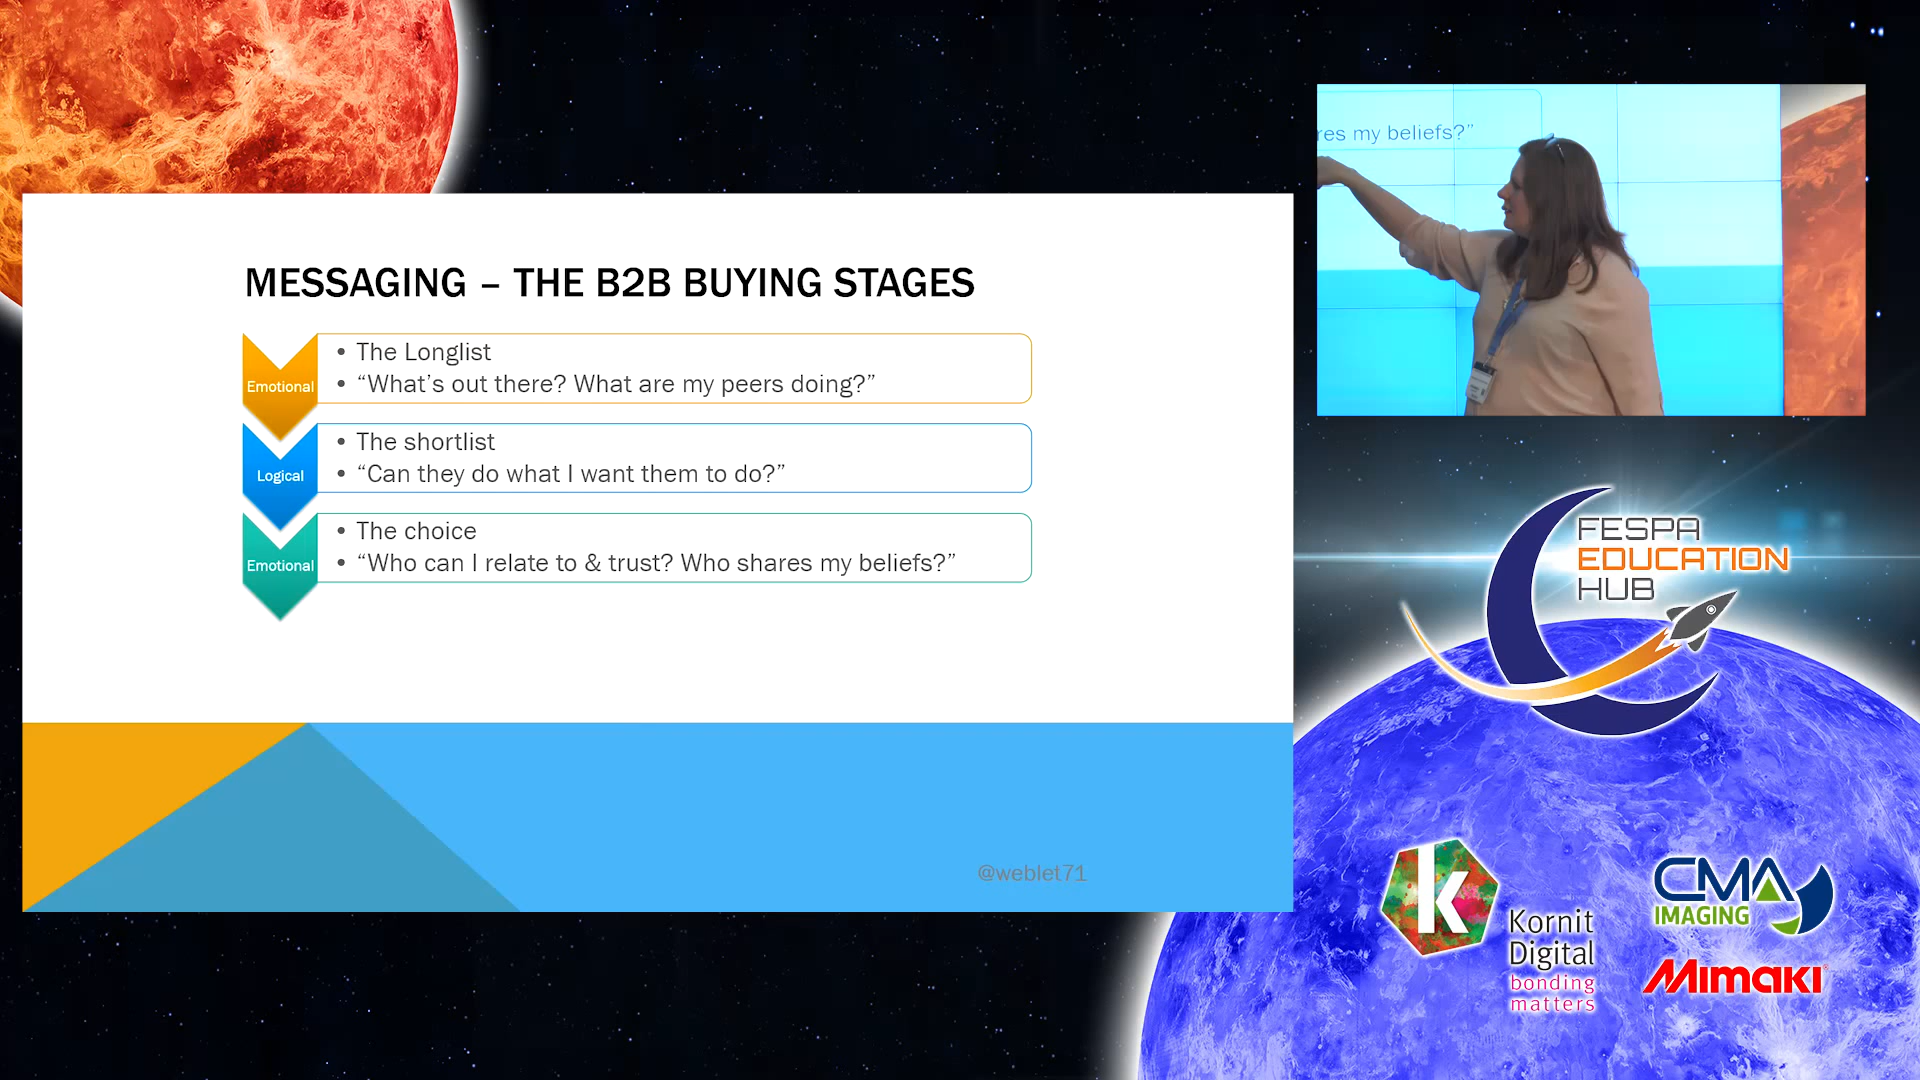 MESSAGING – THE B2B BUYING STAGES
Emotional
• The Longlist
• “What’s out there? What are my peers doing?”
Logical
• The shortlist
• “Can they do what I want them to do?”
Emotional
• The choice
• “Who can I relate to & trust? Who shares my beliefs?”
@weblet71
res my beliefs?”
FESPA
EDUCATION
HUB
k
Kornit
Digital
bonding
matters
CMA
IMAGING
Mimaki